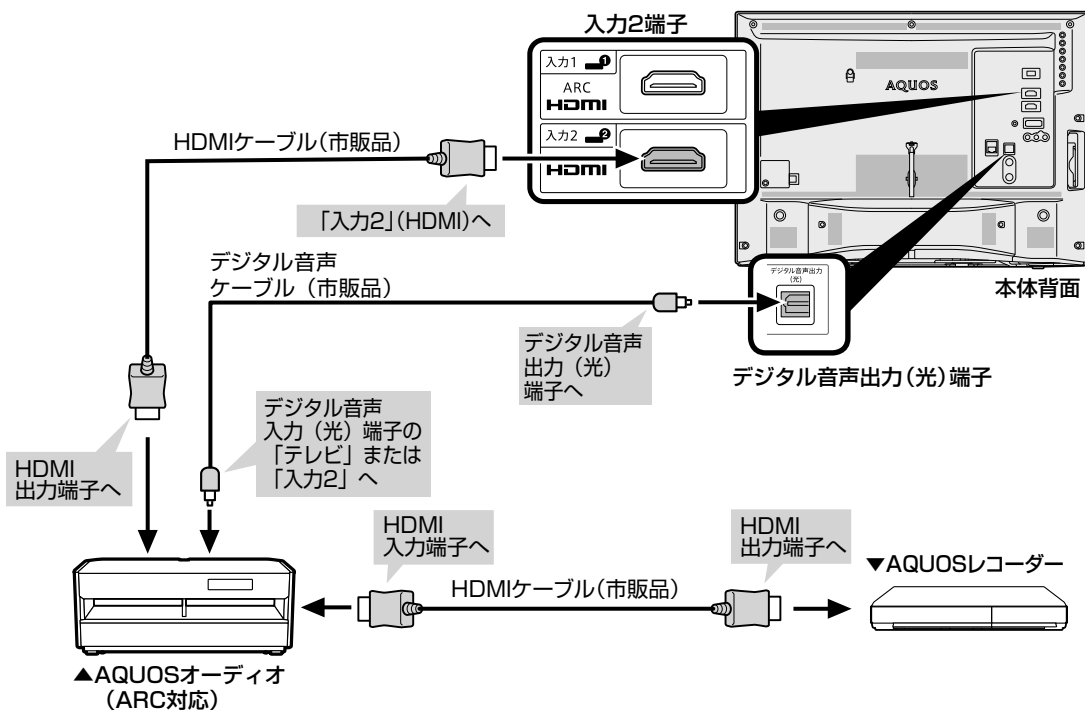 入力2端子
入力1 1
ARC
HDMI
入力2 2
HDMI
AQUOS
HDMIケーブル(市販品)
「入力2」(HDMI)へ
デジタル音声
ケーブル（市販品）
デジタル音声出力
(光)
本体背面
デジタル音声
出力（光）
端子へ
デジタル音声出力(光)端子
デジタル音声
入力（光）端子の
「テレビ」または
「入力2」へ
HDMI
出力端子へ
HDMI
入力端子へ
HDMI
出力端子へ
HDMIケーブル(市販品)
▼AQUOSレコーダー
▲AQUOSオーディオ
(ARC対応)